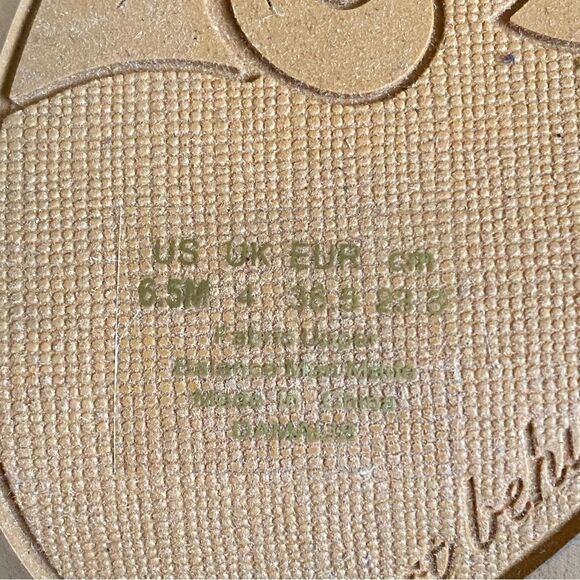 US UK EUR cm
6.5M 4 36.5 23.5
Fabric Upper
Balance Man Made
Made in China
behi